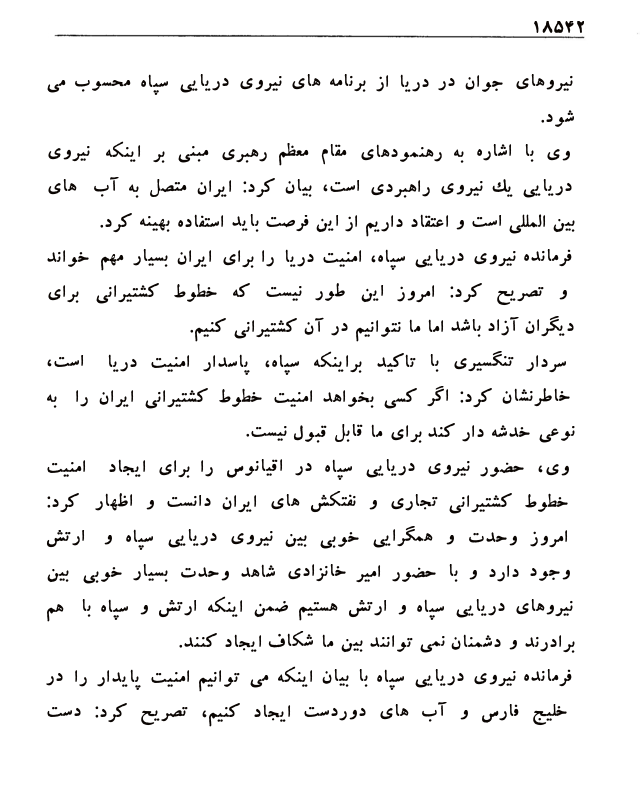 ۱۸۵۴۲
نیروهای جوان در دریا از برنامه های نیروی دریایی سپاه محسوب می
شود.
وی با اشاره به رهنمودهای مقام معظم رهبری مبنی بر اینکه نیروی
دریایی یك نیروی راهبردی است، بیان کرد: ایران متصل به آب های
بین المللی است و اعتقاد داریم از این فرصت باید استفاده بهینه کرد.
فرمانده نیروی دریایی سپاه، امنیت دریا را برای ایران بسیار مهم خواند
و تصریح کرد: امروز این طور نیست که خطوط کشتیرانی برای
دیگران آزاد باشد اما ما نتوانیم در آن کشتیرانی کنیم.
سردار تنگسیری با تاکید براینکه سپاه، پاسدار امنیت دریا است،
خاطرنشان کرد: اگر کسی بخواهد امنیت خطوط کشتیرانی ایران را به
نوعی خدشه دار کند برای ما قابل قبول نیست.
وی، حضور نیروی دریایی سپاه در اقیانوس را برای ایجاد امنیت
خطوط کشتیرانی تجاری و نفتکش های ایران دانست و اظهار کرد:
امروز وحدت و همگرایی خوبی بین نیروی دریایی سپاه و ارتش
وجود دارد و با حضور امیر خانزادی شاهد وحدت بسیار خوبی بین
نیروهای دریایی سپاه و ارتش هستیم ضمن اینکه ارتش و سپاه با هم
برادرند و دشمنان نمی توانند بین ما شکاف ایجاد کنند.
فرمانده نیروی دریایی سپاه با بیان اینکه می توانیم امنیت پایدار را در
خلیج فارس و آب های دوردست ایجاد کنیم، تصریح کرد: دست